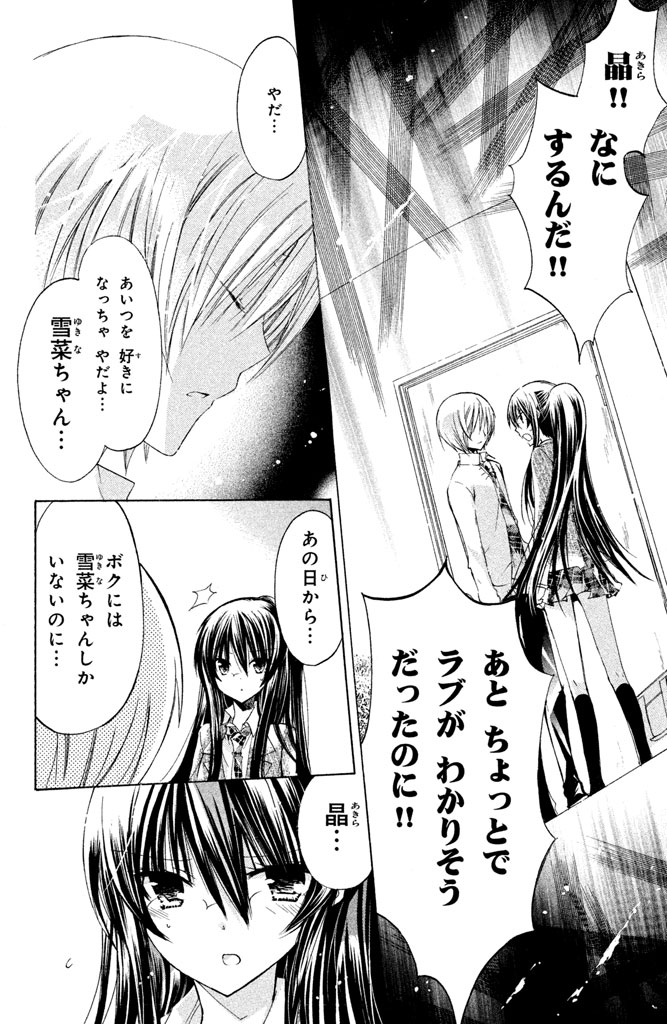 晶!!なに
するんだ!!
あとちょっとで
ラブがわかりそう
だったのに!!
やだ…
あいつを好きに
なっちゃやだよ…
雪菜ちゃん…
あの日から…
ボクには
雪菜ちゃんしか
いないのに…
晶…